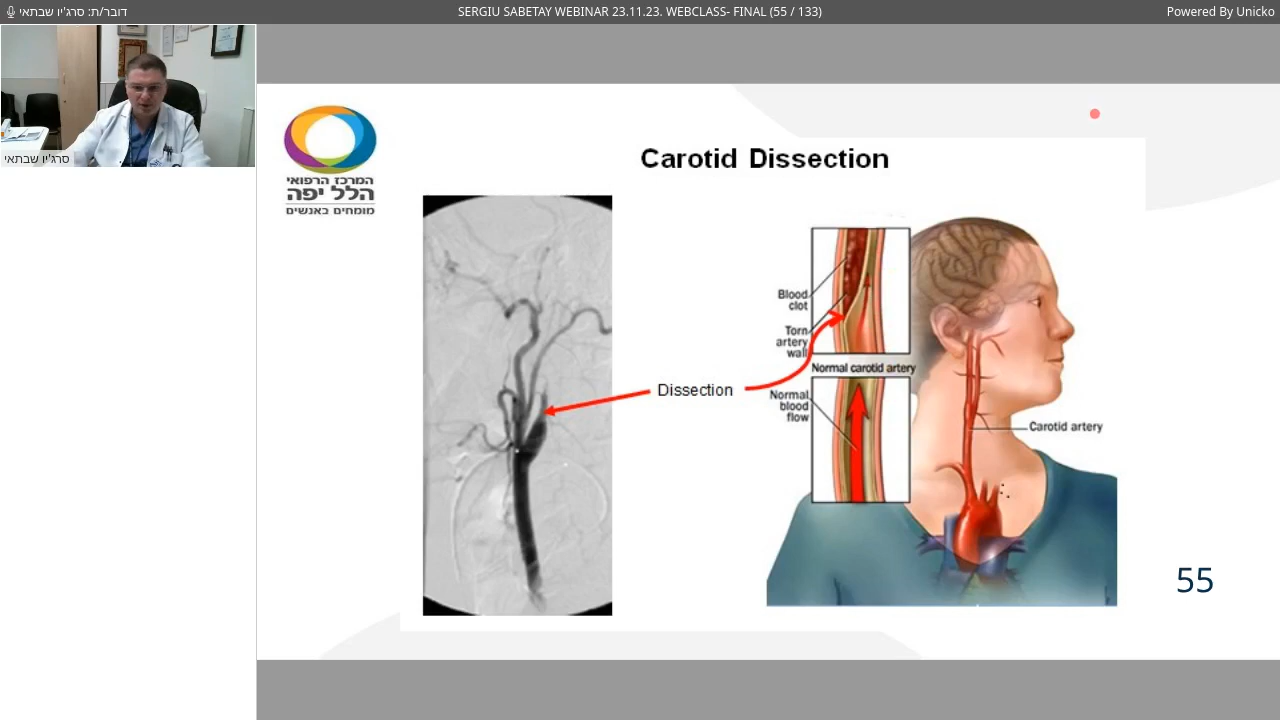 דובר/ת: סרג'יו שבתאי
SERGIU SABETAY WEBINAR 23.11.23. WEBCLASS- FINAL (55 / 133)
Powered By Unicko
סרג'יו שבתאי
המרכז הרפואי
הלל יפה
מומחים באנשים
Carotid Dissection
Blood
clot
Torn
artery
wall
Normal carotid artery
Dissection
Normal
blood
flow
Carotid artery
55